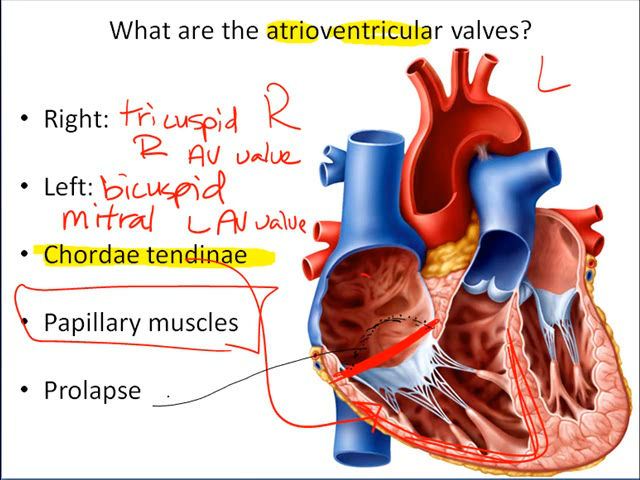 What are the atrioventricular valves?
L
• Right: tricuspid R
R AV valve
• Left: bicuspid
mitral L AV valve
• Chordae tendinae
• Papillary muscles
• Prolapse